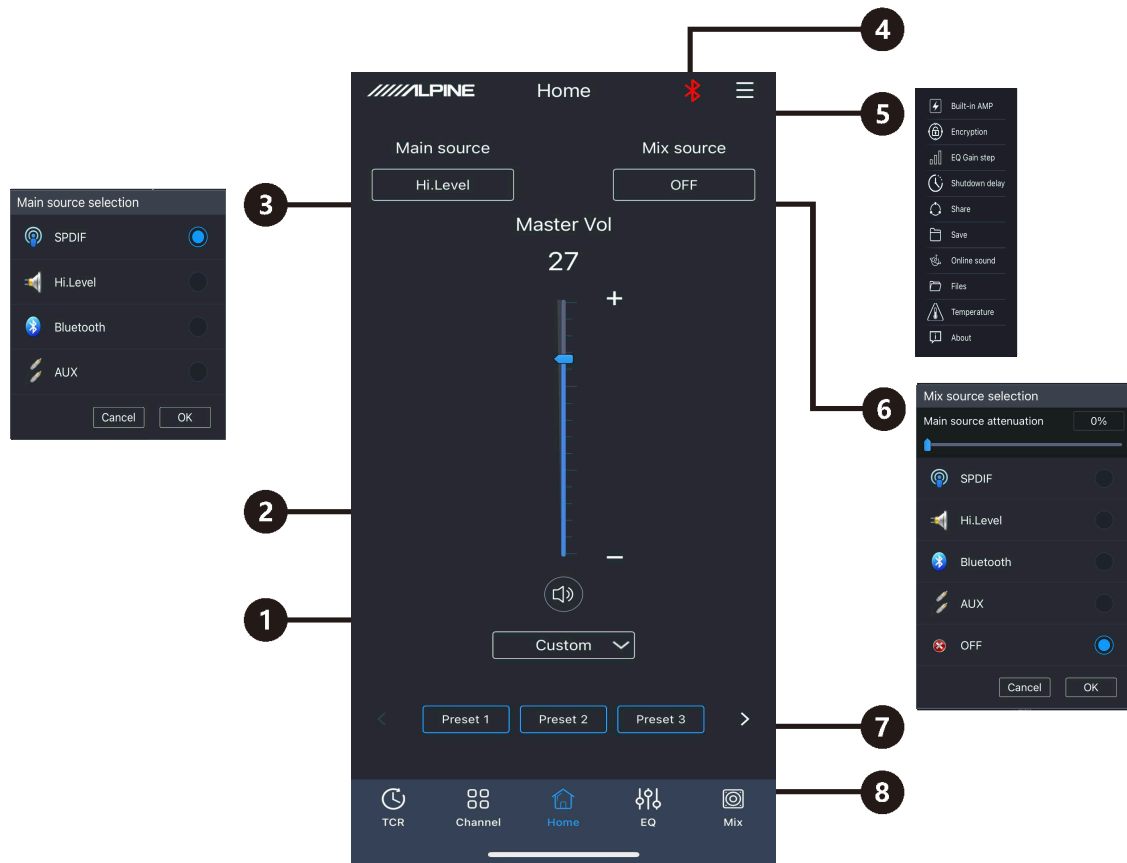 4
ALPINE Home
5
Built-in AMP
Encryption
EQ Gain step
Shutdown delay
Share
Save
Online sound
Files
Temperature
About
Main source
Mix source
Hi.Level
OFF
3
Main source selection
SPDIF
Hi.Level
Bluetooth
AUX
Cancel OK
Master Vol
27
+
−
6
Mix source selection
Main source attenuation 0%
SPDIF
Hi.Level
Bluetooth
AUX
OFF
Cancel OK
2
1
Custom
Preset 1 Preset 2 Preset 3
7
8
TCR Channel Home EQ Mix